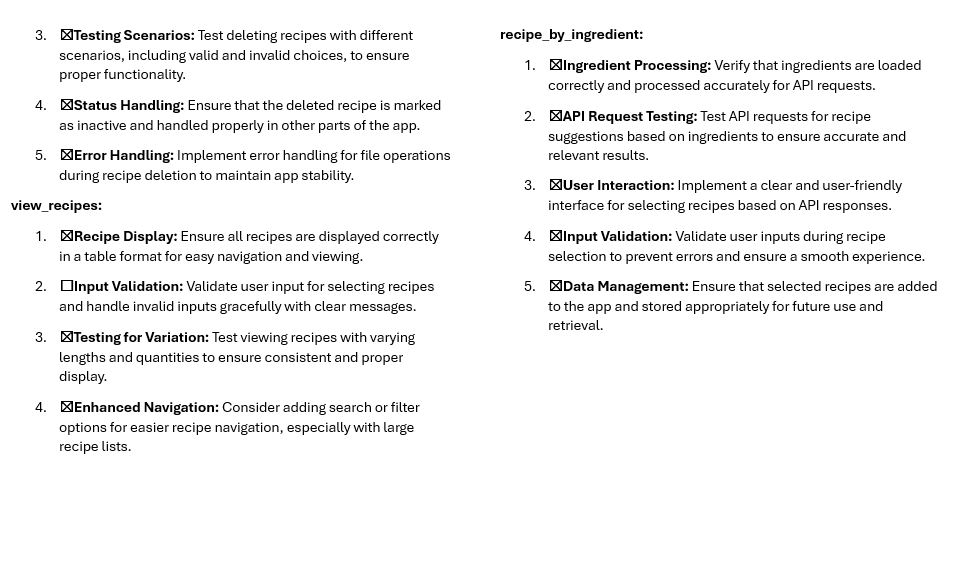 3. ☒Testing Scenarios: Test deleting recipes with different
scenarios, including valid and invalid choices, to ensure
proper functionality.
4. ☒Status Handling: Ensure that the deleted recipe is marked
as inactive and handled properly in other parts of the app.
5. ☒Error Handling: Implement error handling for file operations
during recipe deletion to maintain app stability.
view_recipes:
1. ☒Recipe Display: Ensure all recipes are displayed correctly
in a table format for easy navigation and viewing.
2. ☐Input Validation: Validate user input for selecting recipes
and handle invalid inputs gracefully with clear messages.
3. ☒Testing for Variation: Test viewing recipes with varying
lengths and quantities to ensure consistent and proper
display.
4. ☒Enhanced Navigation: Consider adding search or filter
options for easier recipe navigation, especially with large
recipe lists.
recipe_by_ingredient:
1. ☒Ingredient Processing: Verify that ingredients are loaded
correctly and processed accurately for API requests.
2. ☒API Request Testing: Test API requests for recipe
suggestions based on ingredients to ensure accurate and
relevant results.
3. ☒User Interaction: Implement a clear and user-friendly
interface for selecting recipes based on API responses.
4. ☒Input Validation: Validate user inputs during recipe
selection to prevent errors and ensure a smooth experience.
5. ☒Data Management: Ensure that selected recipes are added
to the app and stored appropriately for future use and
retrieval.